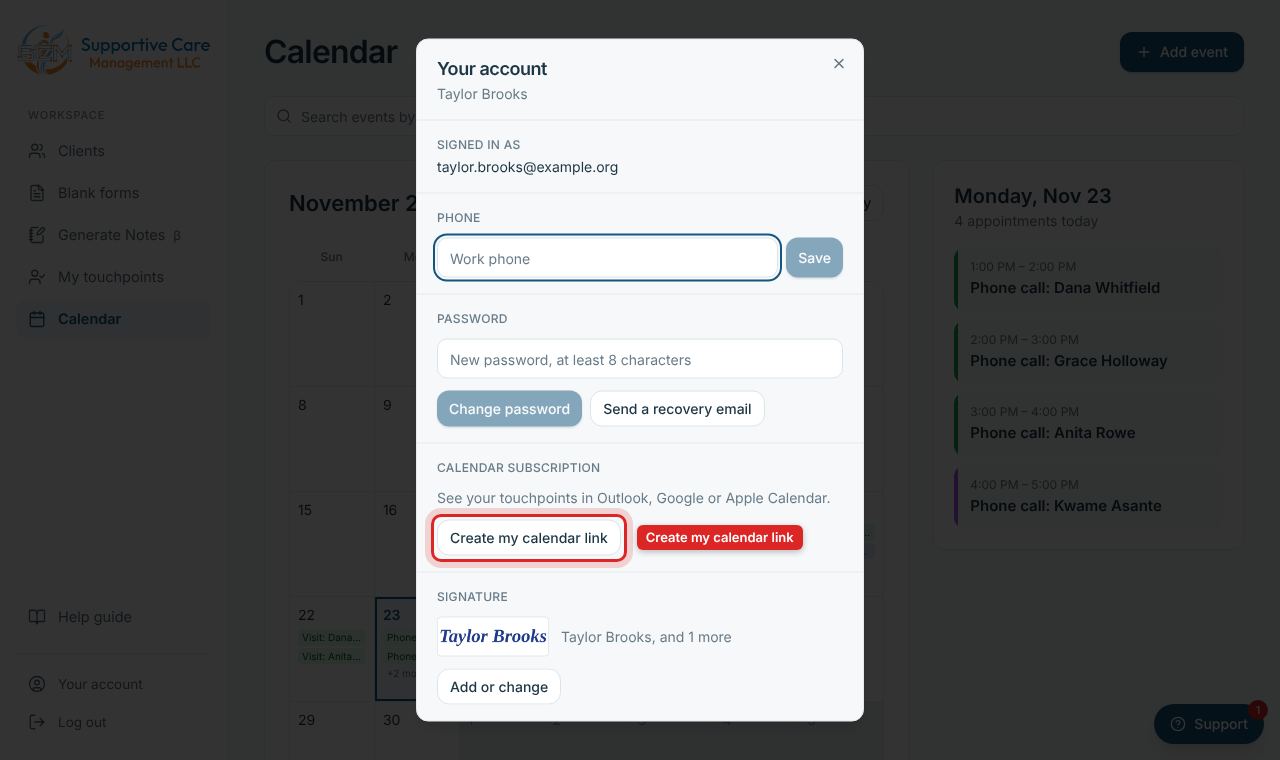 Supportive Care
Management LLC
WORKSPACE
Clients
Blank forms
Generate Notes β
My touchpoints
Calendar
Help guide
Your account
Log out
Calendar
Add event
Search events by
November 2
y
Sun
M
1
2
8
9
15
16
22
23
Visit: Dana...
Visit: Anita...
Phone
Phone
+2 mo
29
30
Monday, Nov 23
4 appointments today
1:00 PM – 2:00 PM
Phone call: Dana Whitfield
2:00 PM – 3:00 PM
Phone call: Grace Holloway
3:00 PM – 4:00 PM
Phone call: Anita Rowe
4:00 PM – 5:00 PM
Phone call: Kwame Asante
Your account
Taylor Brooks
SIGNED IN AS
taylor.brooks@example.org
PHONE
Work phone
Save
PASSWORD
New password, at least 8 characters
Change password
Send a recovery email
CALENDAR SUBSCRIPTION
See your touchpoints in Outlook, Google or Apple Calendar.
Create my calendar link
Create my calendar link
SIGNATURE
Taylor Brooks
Taylor Brooks, and 1 more
Add or change
Support
1